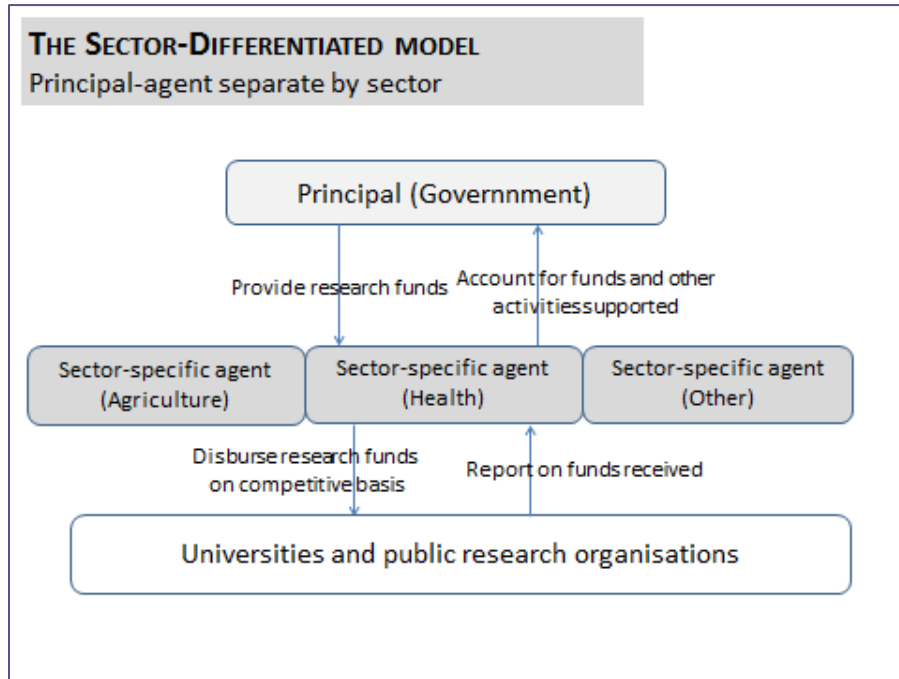 THE SECTOR-DIFFERENTIATED MODEL
Principal-agent separate by sector
Principal (Governnment)
Provide research funds
Account for funds and other
activities supported
Sector-specific agent
(Agriculture)
Sector-specific agent
(Health)
Sector-specific agent
(Other)
Disburse research funds
on competitive basis
Report on funds received
Universities and public research organisations